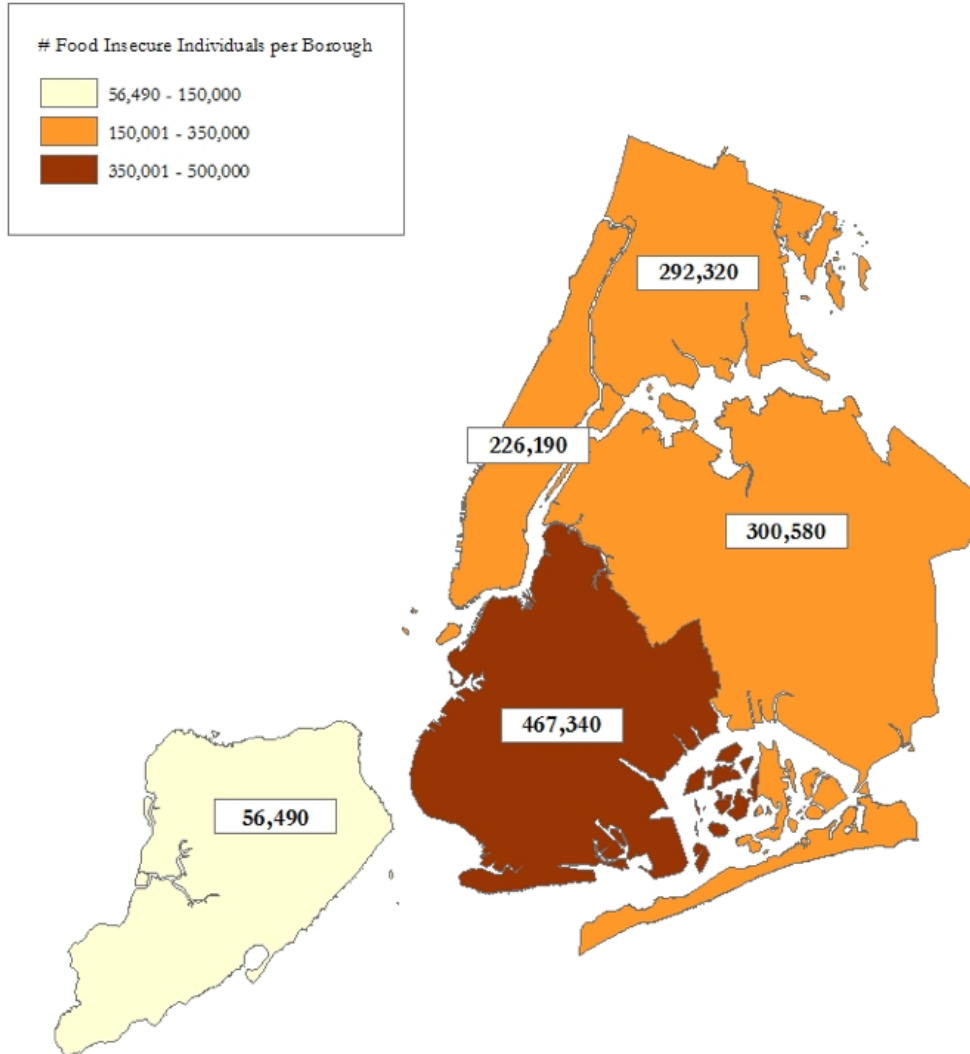 # Food Insecure Individuals per Borough
56,490 - 150,000
150,001 - 350,000
350,001 - 500,000
292,320
226,190
300,580
467,340
56,490